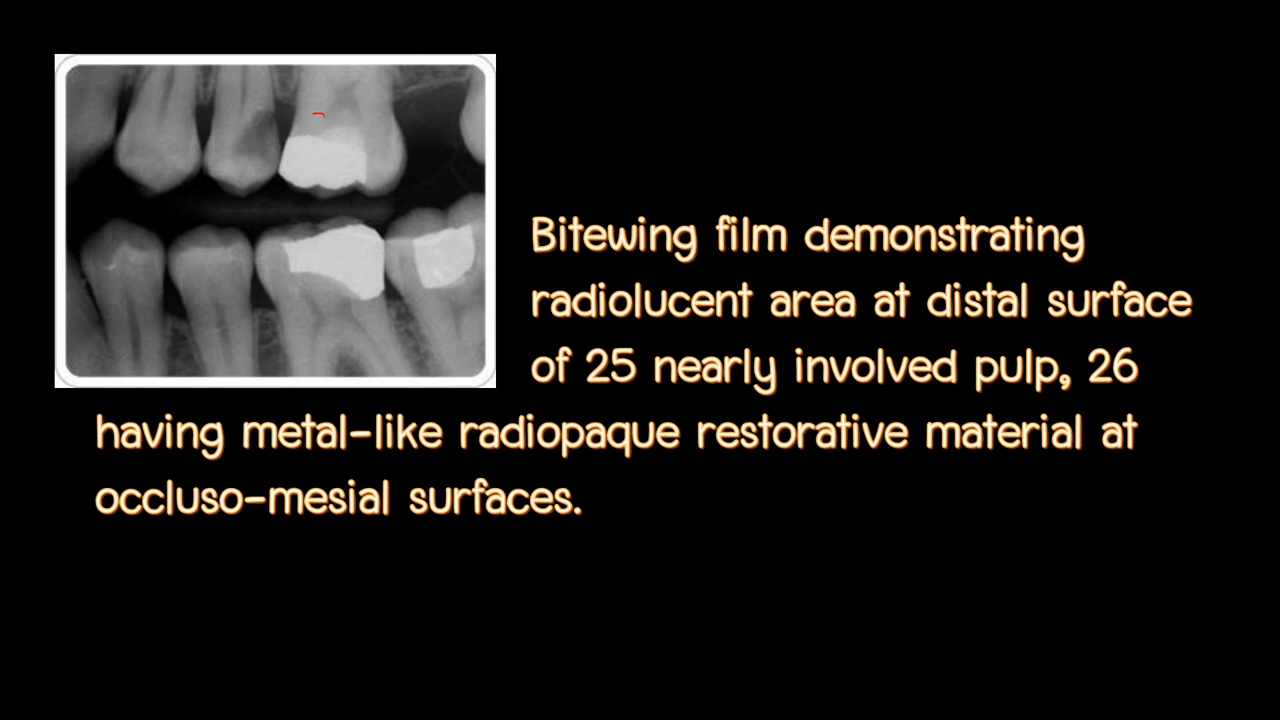 Bitewing film demonstrating
radiolucent area at distal surface
of 25 nearly involved pulp, 26
having metal-like radiopaque restorative material at
occluso-mesial surfaces.